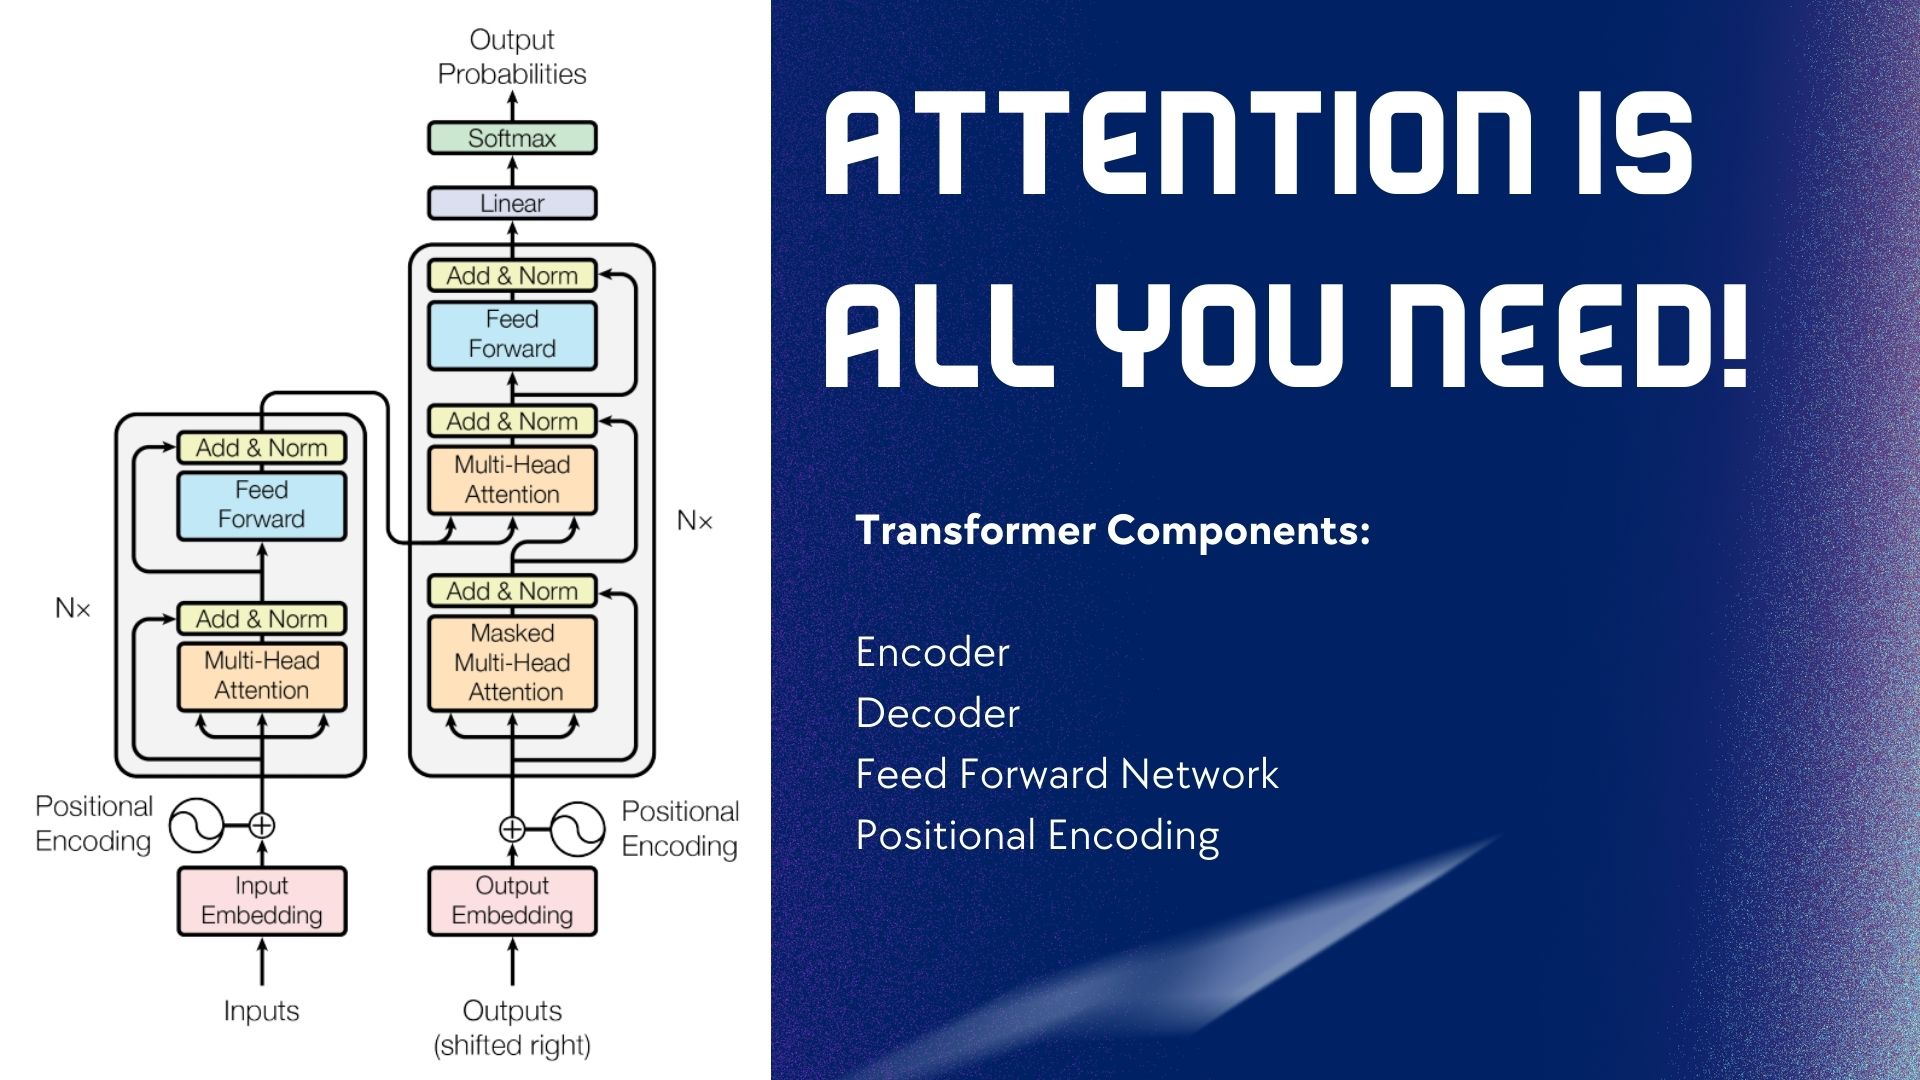 Output
Probabilities
Softmax
Linear
Add & Norm
Feed
Forward
Add & Norm
Multi-Head
Attention
Add & Norm
Masked
Multi-Head
Attention
Nx
Positional
Encoding
Output
Embedding
Outputs
(shifted right)
Add & Norm
Feed
Forward
Add & Norm
Multi-Head
Attention
Nx
Positional
Encoding
Input
Embedding
Inputs
ATTENTION IS
ALL YOU NEED!
Transformer Components:
Encoder
Decoder
Feed Forward Network
Positional Encoding